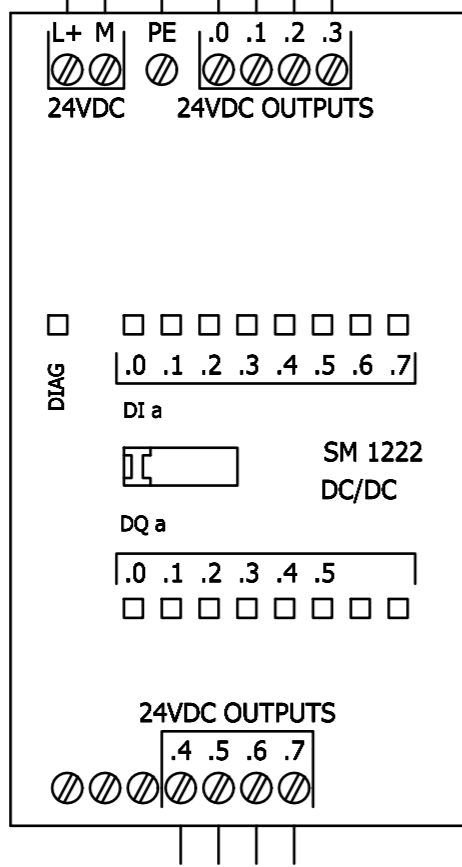 L+ M PE .0 .1 .2 .3
24VDC 24VDC OUTPUTS
.0 .1 .2 .3 .4 .5 .6 .7
DIAG
DI a
SM 1222
DC/DC
DQ a
.0 .1 .2 .3 .4 .5
24VDC OUTPUTS
.4 .5 .6 .7